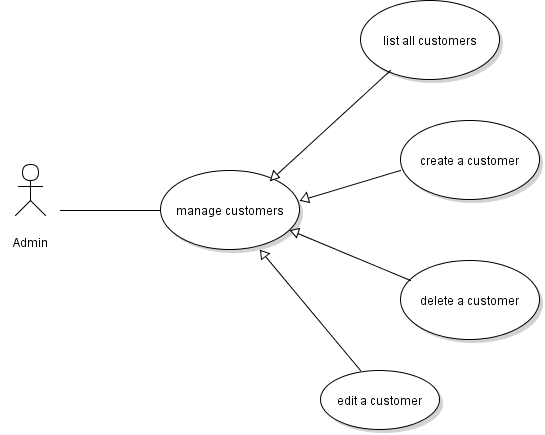 list all customers
create a customer
manage customers
Admin
delete a customer
edit a customer